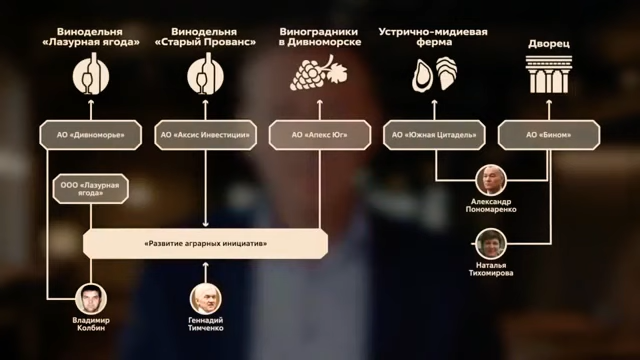 Винодельня
«Лазурная ягода»
Винодельня
«Старый Прованс»
Виноградники
в Дивноморске
Устрично-мидиевая
ферма
Дворец
АО «Дивноморье»
АО «Аксис Инвестиции»
АО «Апекс Юг»
АО «Южная Цитадель»
АО «Бином»
ООО «Лазурная
ягода»
Александр
Пономаренко
«Развитие аграрных инициатив»
Наталья
Тихомирова
Владимир
Колбин
Геннадий
Тимченко